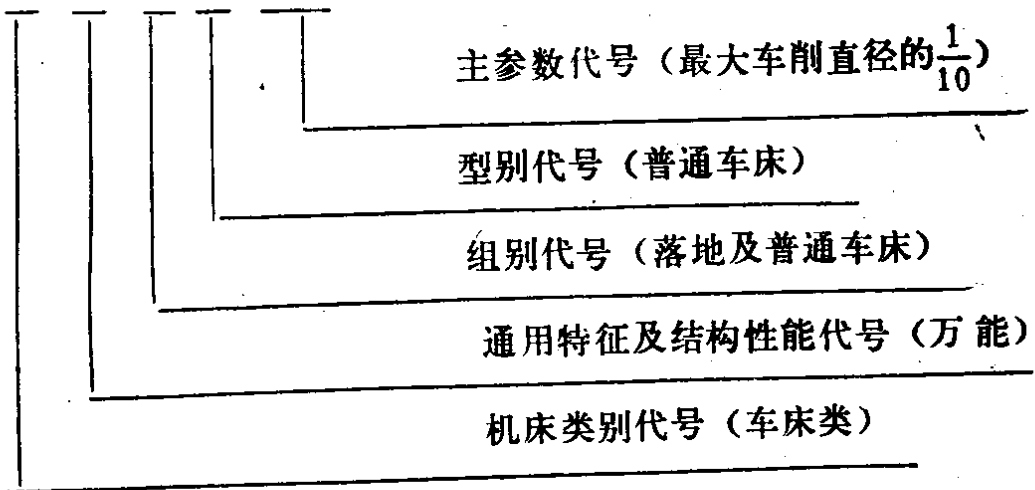 主参数代号（最大车削直径的1/10）
型别代号（普通车床）
组别代号（落地及普通车床）
通用特征及结构性能代号（万能）
机床类别代号（车床类）